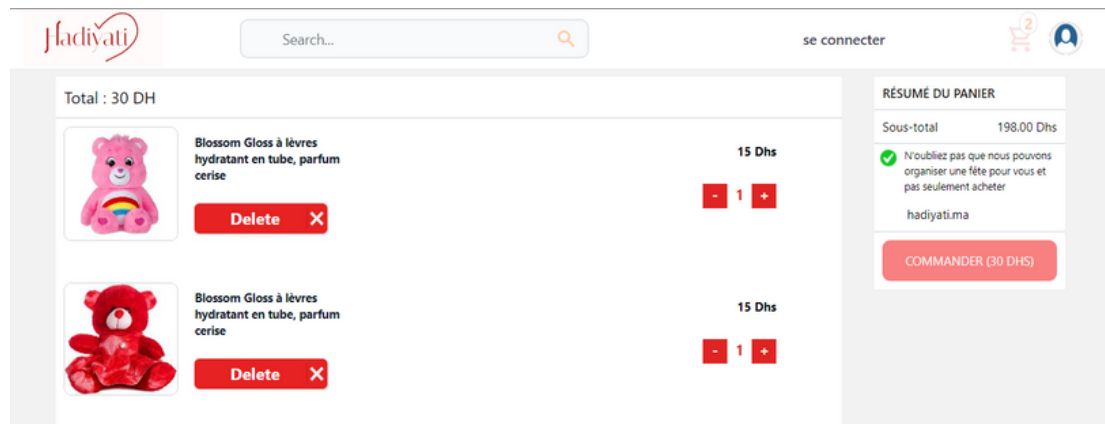 Hadiyati
Search...
se connecter
2
Total : 30 DH
Blossom Gloss à lèvres
hydratant en tube, parfum
cerise
15 Dhs
- 1 +
Delete X
Blossom Gloss à lèvres
hydratant en tube, parfum
cerise
15 Dhs
- 1 +
Delete X
RÉSUMÉ DU PANIER
Sous-total 198.00 Dhs
N'oubliez pas que nous pouvons
organiser une fête pour vous et
pas seulement acheter
hadiyati.ma
COMMANDER (30 DHS)